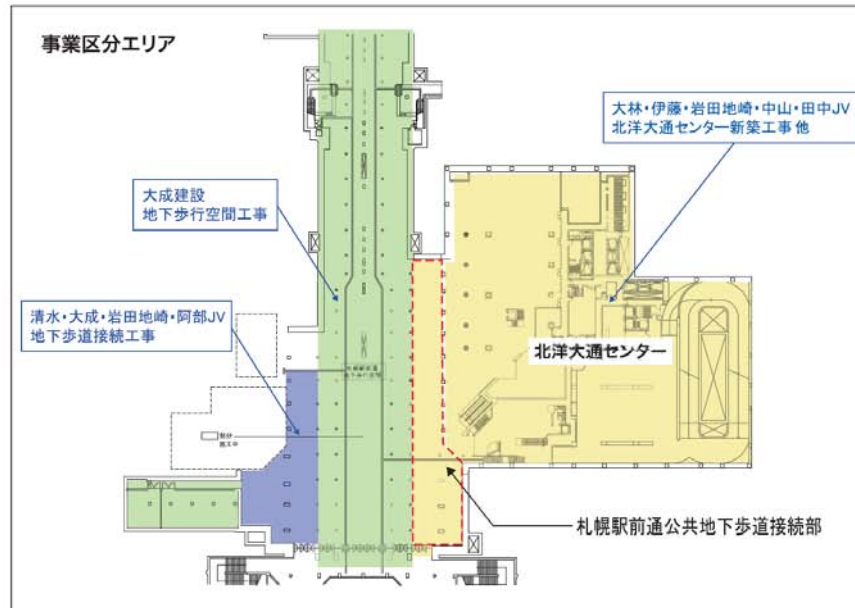 事業区分エリア
大林・伊藤・岩田地崎・中山・田中JV
北洋大通センター新築工事 他
大成建設
地下歩行空間工事
清水・大成・岩田地崎・阿部JV
地下歩道接続工事
北洋大通センター
札幌駅前通公共地下歩道接続部